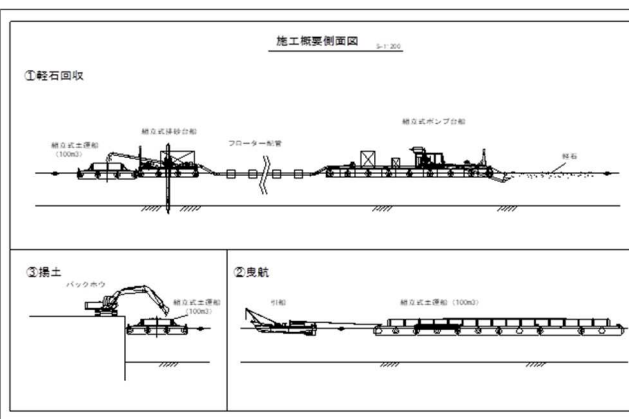 施工概要側面図 S=1:200
①軽石回収
組立式排砂台船
組立式ポンプ台船
組立式土運船
(100m3)
フローター配管
軽石
③揚土
②曳航
バックホウ
組立式土運船
(100m3)
引船
組立式土運船 (100m3)